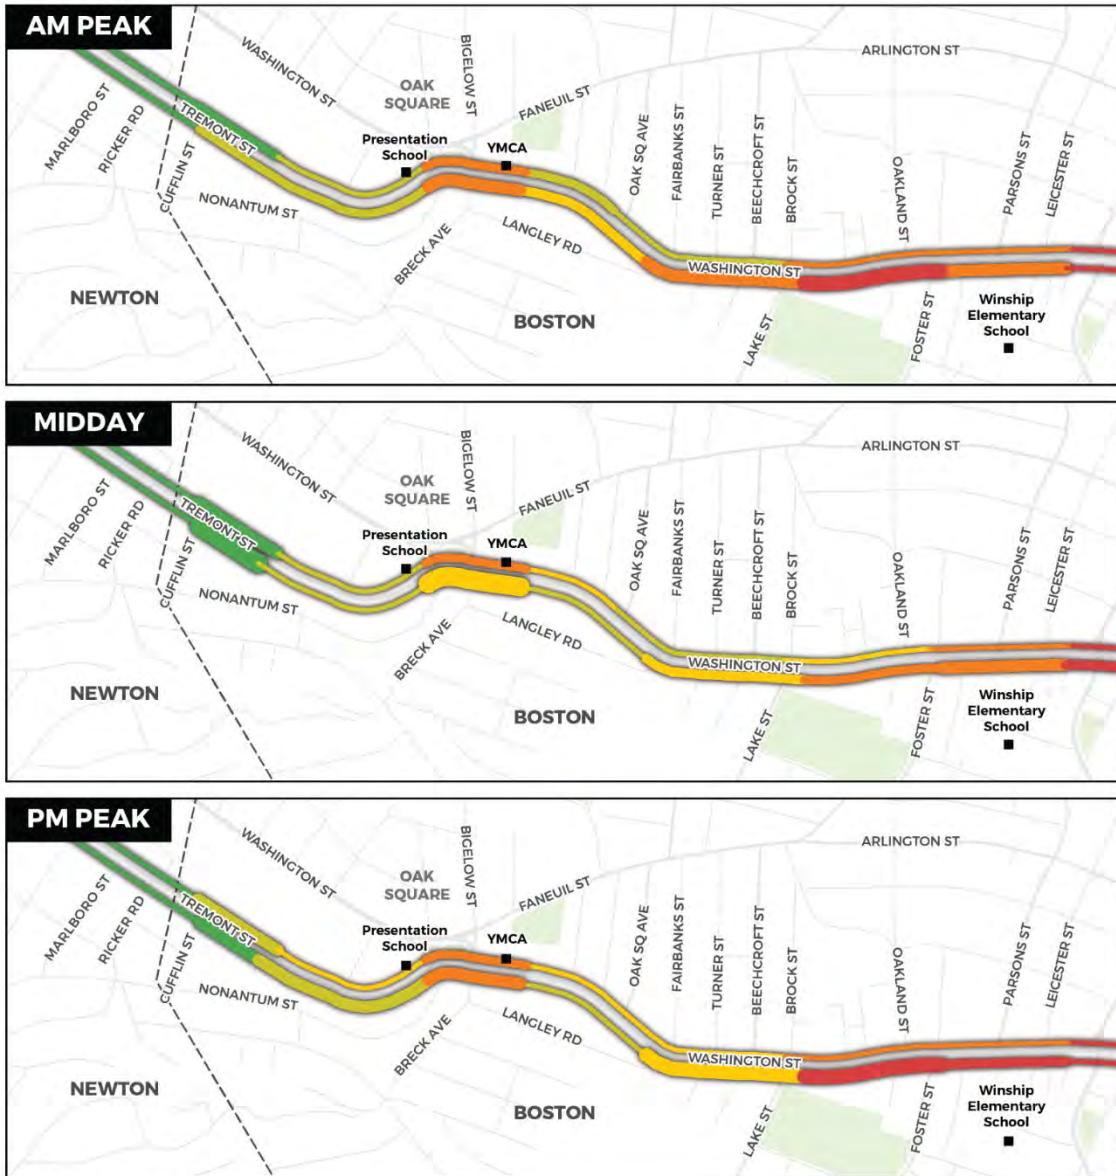 AM PEAK
MARLBORO ST
RICKER RD
TREMONT ST
CUFFLIN ST
WASHINGTON ST
OAK
SQUARE
BIGELOW ST
FANEUIL ST
ARLINGTON ST
Presentation
School
YMCA
NONANTUM ST
BRECK AVE
LANGLEY RD
OAK SQ AVE
FAIRBANKS ST
TURNER ST
BEECHCROFT ST
BROCK ST
OAKLAND ST
PARSONS ST
LEICESTER ST
WASHINGTON ST
LAKE ST
FOSTER ST
Winship
Elementary
School
NEWTON
BOSTON
MIDDAY
MARLBORO ST
RICKER RD
TREMONT ST
CUFFLIN ST
WASHINGTON ST
OAK
SQUARE
BIGELOW ST
FANEUIL ST
ARLINGTON ST
Presentation
School
YMCA
NONANTUM ST
BRECK AVE
LANGLEY RD
OAK SQ AVE
FAIRBANKS ST
TURNER ST
BEECHCROFT ST
BROCK ST
OAKLAND ST
PARSONS ST
LEICESTER ST
WASHINGTON ST
LAKE ST
FOSTER ST
Winship
Elementary
School
NEWTON
BOSTON
PM PEAK
MARLBORO ST
RICKER RD
TREMONT ST
CUFFLIN ST
WASHINGTON ST
OAK
SQUARE
BIGELOW ST
FANEUIL ST
ARLINGTON ST
Presentation
School
YMCA
NONANTUM ST
BRECK AVE
LANGLEY RD
OAK SQ AVE
FAIRBANKS ST
TURNER ST
BEECHCROFT ST
BROCK ST
OAKLAND ST
PARSONS ST
LEICESTER ST
WASHINGTON ST
LAKE ST
FOSTER ST
Winship
Elementary
School
NEWTON
BOSTON